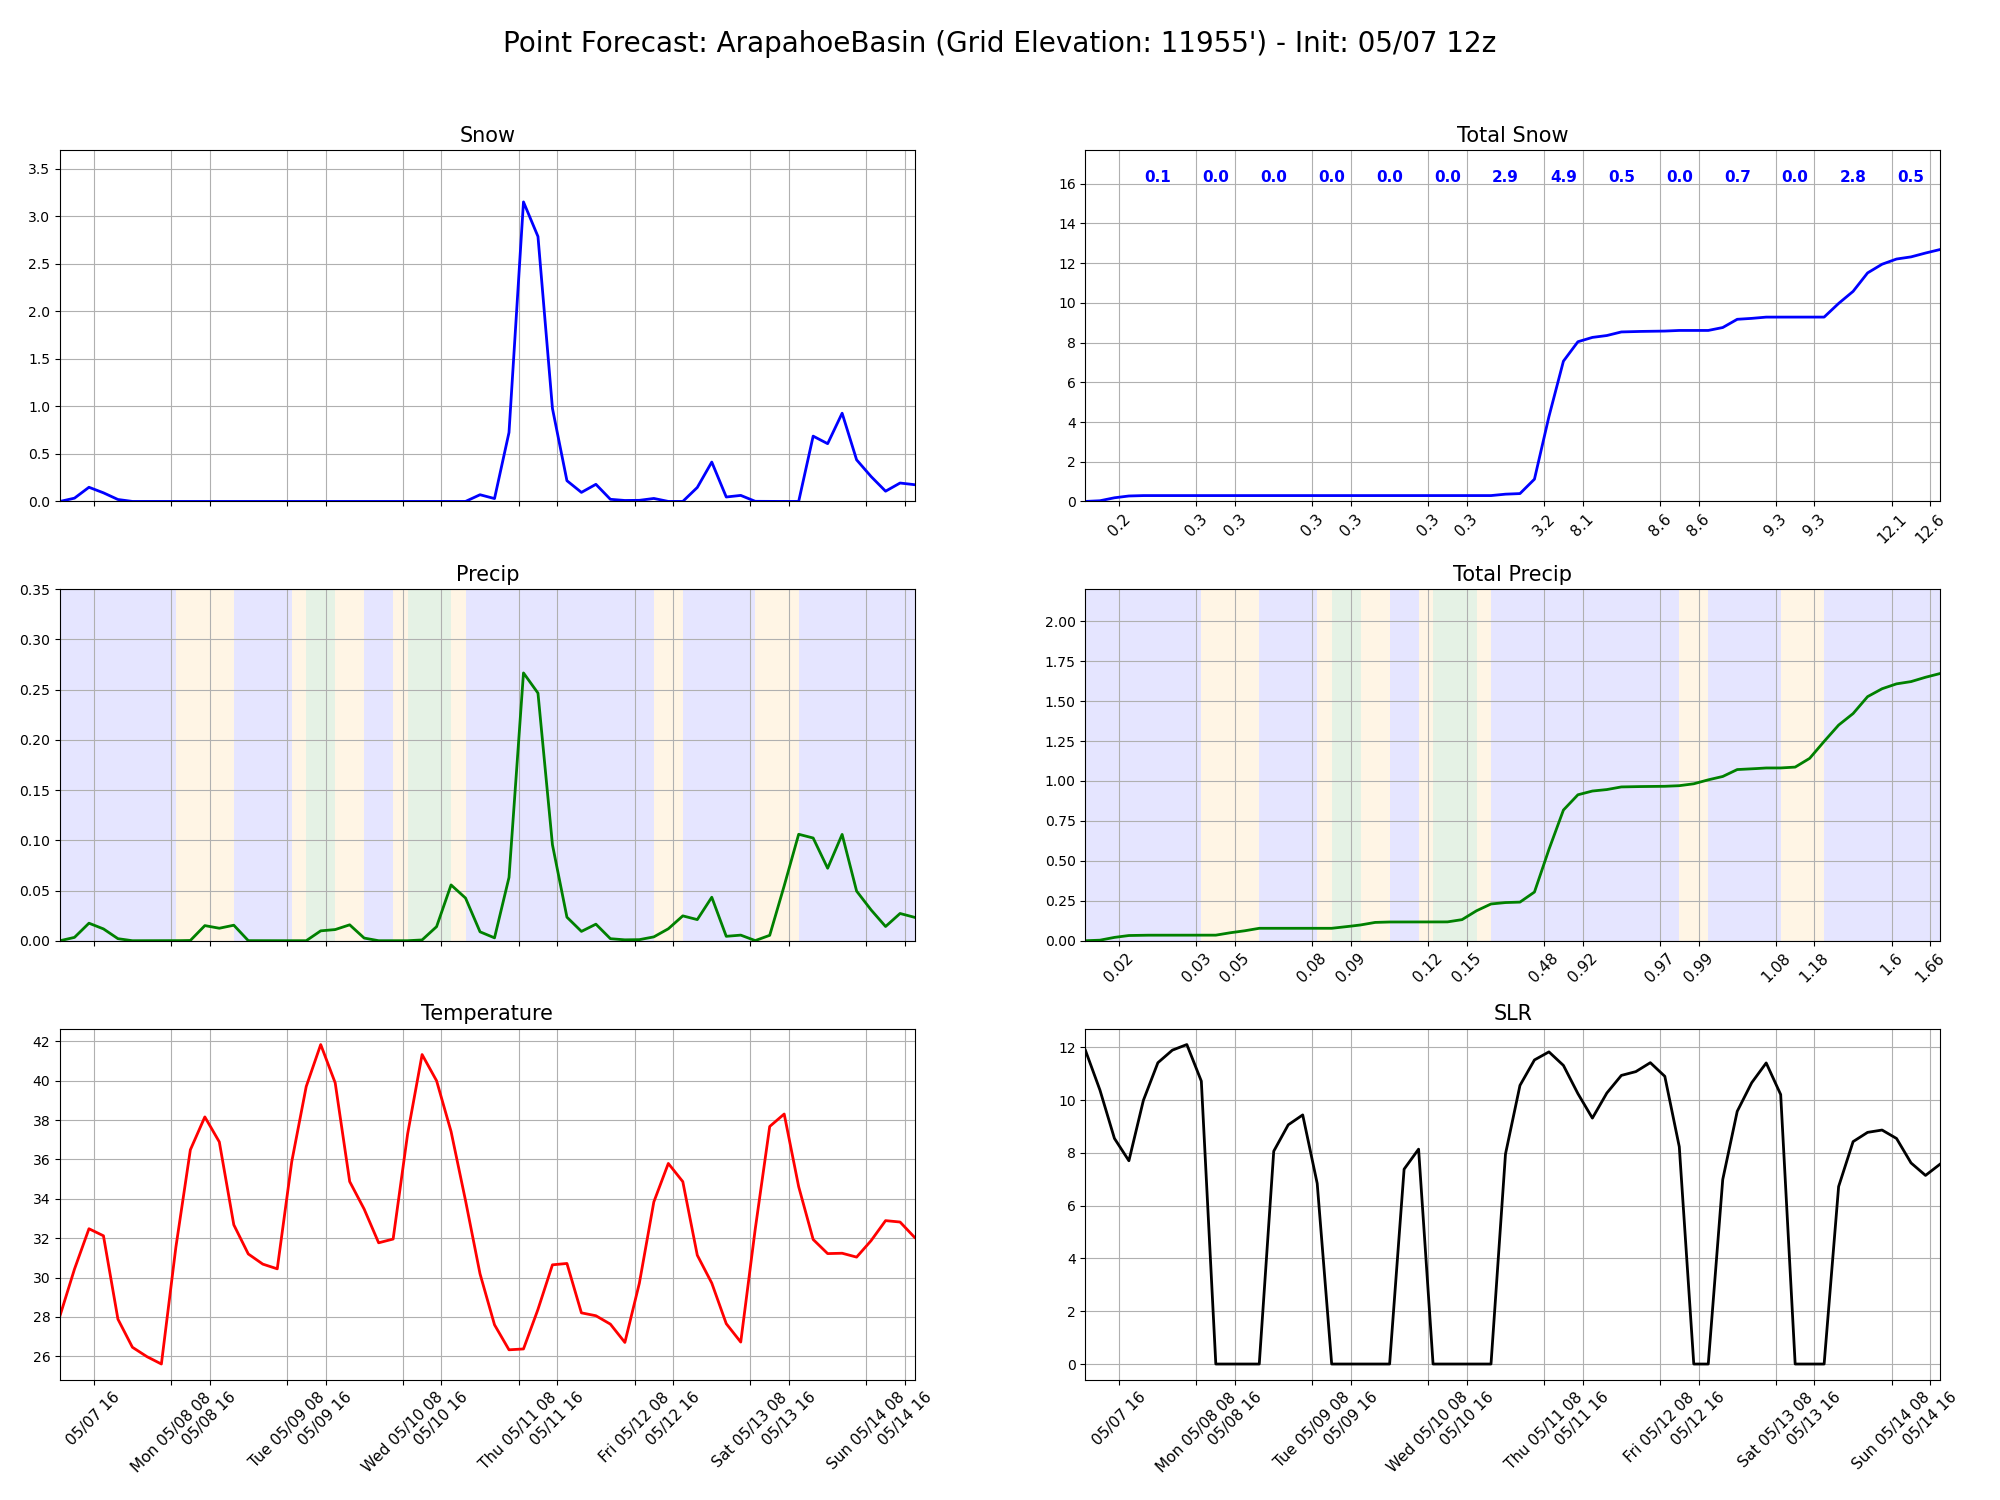 Point Forecast: ArapahoeBasin (Grid Elevation: 11955') - Init: 05/07 12z
Snow
3.5
3.0
2.5
2.0
1.5
1.0
0.5
0.0
Total Snow
0.1 0.0 0.0 0.0 0.0 0.0 2.9 4.9 0.5 0.0 0.7 0.0 2.8 0.5
16
14
12
10
8
6
4
2
0
0.2 0.3 0.3 0.3 0.3 0.3 0.3 3.2 8.1 8.6 8.6 9.3 9.3 12.1 12.6
Precip
0.35
0.30
0.25
0.20
0.15
0.10
0.05
0.00
Total Precip
2.00
1.75
1.50
1.25
1.00
0.75
0.50
0.25
0.00
0.02 0.03 0.05 0.08 0.09 0.12 0.15 0.48 0.92 0.97 0.99 1.08 1.18 1.6 1.66
Temperature
42
40
38
36
34
32
30
28
26
05/07 16
Mon 05/08 08
05/08 16
Tue 05/09 08
05/09 16
Wed 05/10 08
05/10 16
Thu 05/11 08
05/11 16
Fri 05/12 08
05/12 16
Sat 05/13 08
05/13 16
Sun 05/14 08
05/14 16
SLR
12
10
8
6
4
2
0
05/07 16
Mon 05/08 08
05/08 16
Tue 05/09 08
05/09 16
Wed 05/10 08
05/10 16
Thu 05/11 08
05/11 16
Fri 05/12 08
05/12 16
Sat 05/13 08
05/13 16
Sun 05/14 08
05/14 16